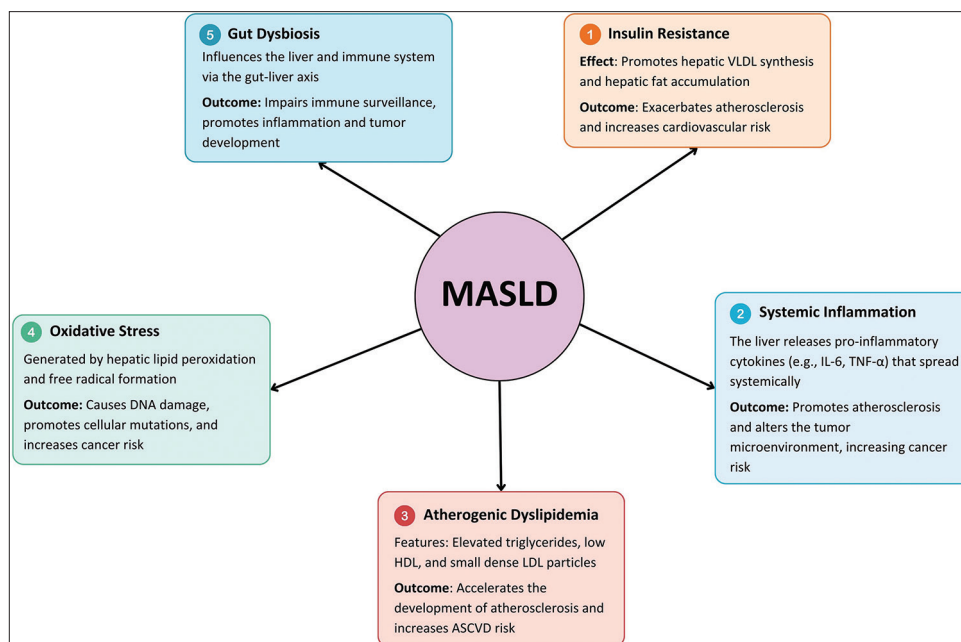 5 Gut Dysbiosis
Influences the liver and immune system
via the gut-liver axis
Outcome: Impairs immune surveillance,
promotes inflammation and tumor
development
1 Insulin Resistance
Effect: Promotes hepatic VLDL synthesis
and hepatic fat accumulation
Outcome: Exacerbates atherosclerosis
and increases cardiovascular risk
MASLD
2 Systemic Inflammation
The liver releases pro-inflammatory
cytokines (e.g., IL-6, TNF-α) that spread
systemically
Outcome: Promotes atherosclerosis
and alters the tumor
microenvironment, increasing cancer
risk
4 Oxidative Stress
Generated by hepatic lipid peroxidation
and free radical formation
Outcome: Causes DNA damage,
promotes cellular mutations, and
increases cancer risk
3 Atherogenic Dyslipidemia
Features: Elevated triglycerides, low
HDL, and small dense LDL particles
Outcome: Accelerates the
development of atherosclerosis and
increases ASCVD risk